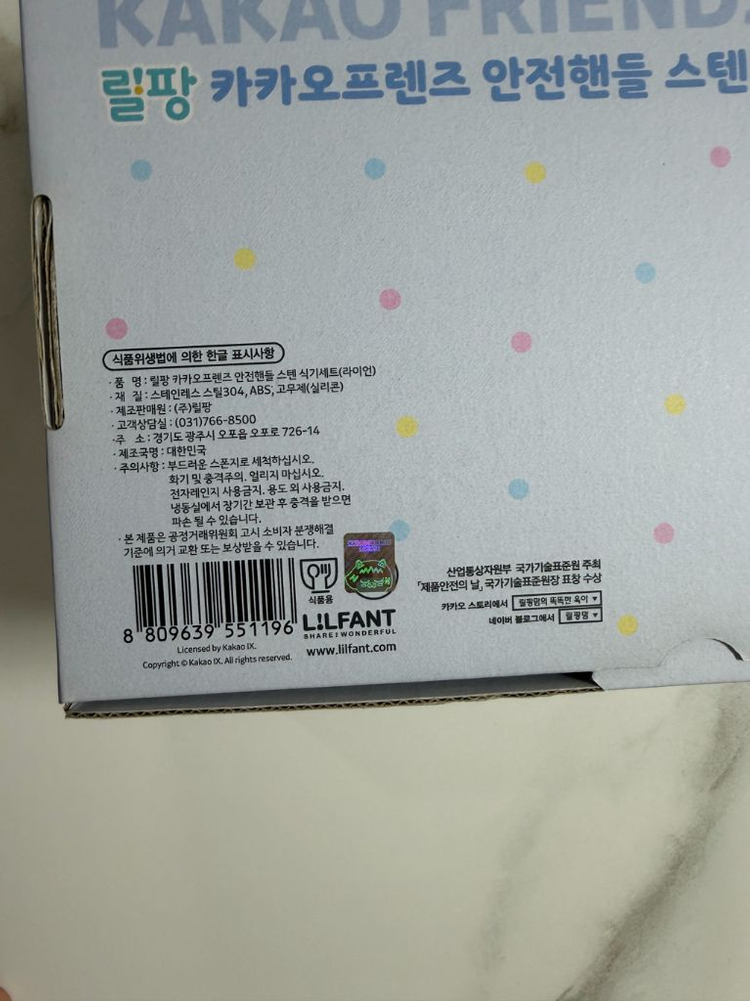 KAKAO FRIENDS
릴팡 카카오프렌즈 안전핸들 스텐
식품위생법에 의한 한글 표시사항
·품 명 : 릴팡 카카오프렌즈 안전핸들 스텐 식기세트(라이언)
·재 질 : 스테인레스 스틸304, ABS, 고무제(실리콘)
·제조판매원 : (주)릴팡
·고객상담실 : (031)766-8500
·주 소 : 경기도 광주시 오포읍 오포로 726-14
·제조국명 : 대한민국
·주의사항 : 부드러운 스폰지로 세척하십시오.
화기 및 충격주의. 얼리지 마십시오.
전자레인지 사용금지. 용도 외 사용금지.
냉동실에서 장기간 보관 후 충격을 받으면
파손 될 수 있습니다.
·본 제품은 공정거래위원회 고시 소비자 분쟁해결
기준에 의거 교환 또는 보상받을 수 있습니다.
8 809639 551196
Licensed by Kakao IX.
Copyright © Kakao IX. All rights reserved.
식품용
LILFANT
SHARE! WONDERFUL
www.lilfant.com
산업통상자원부 국가기술표준원 주최
「제품안전의 날」 국가기술표준원장 표창 수상
카카오 스토리에서 릴팡맘의 똑똑한 육아 ▼
네이버 블로그에서 릴팡맘 ▼